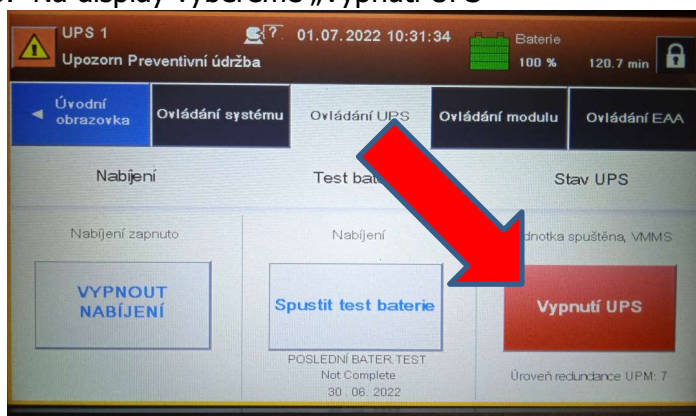 Na display vybereme „Vypnutí UPS“
UPS 1
01.07.2022 10:31:34
Baterie
Upozorn Preventivní údržba
100 %
120.7 min
Úvodní obrazovka
Ovládání systému
Ovládání UPS
Ovládání modulu
Ovládání EAA
Nabíjení
Test
Stav UPS
Nabíjení zapnuto
Nabíjení
spuštěna, VMMS
VYPNOUT
NABÍJENÍ
Spustit test baterie
Vypnutí UPS
POSLEDNÍ BATER.TEST
Not Complete
30 . 06. 2022
Úroveň redundance UPM: 7